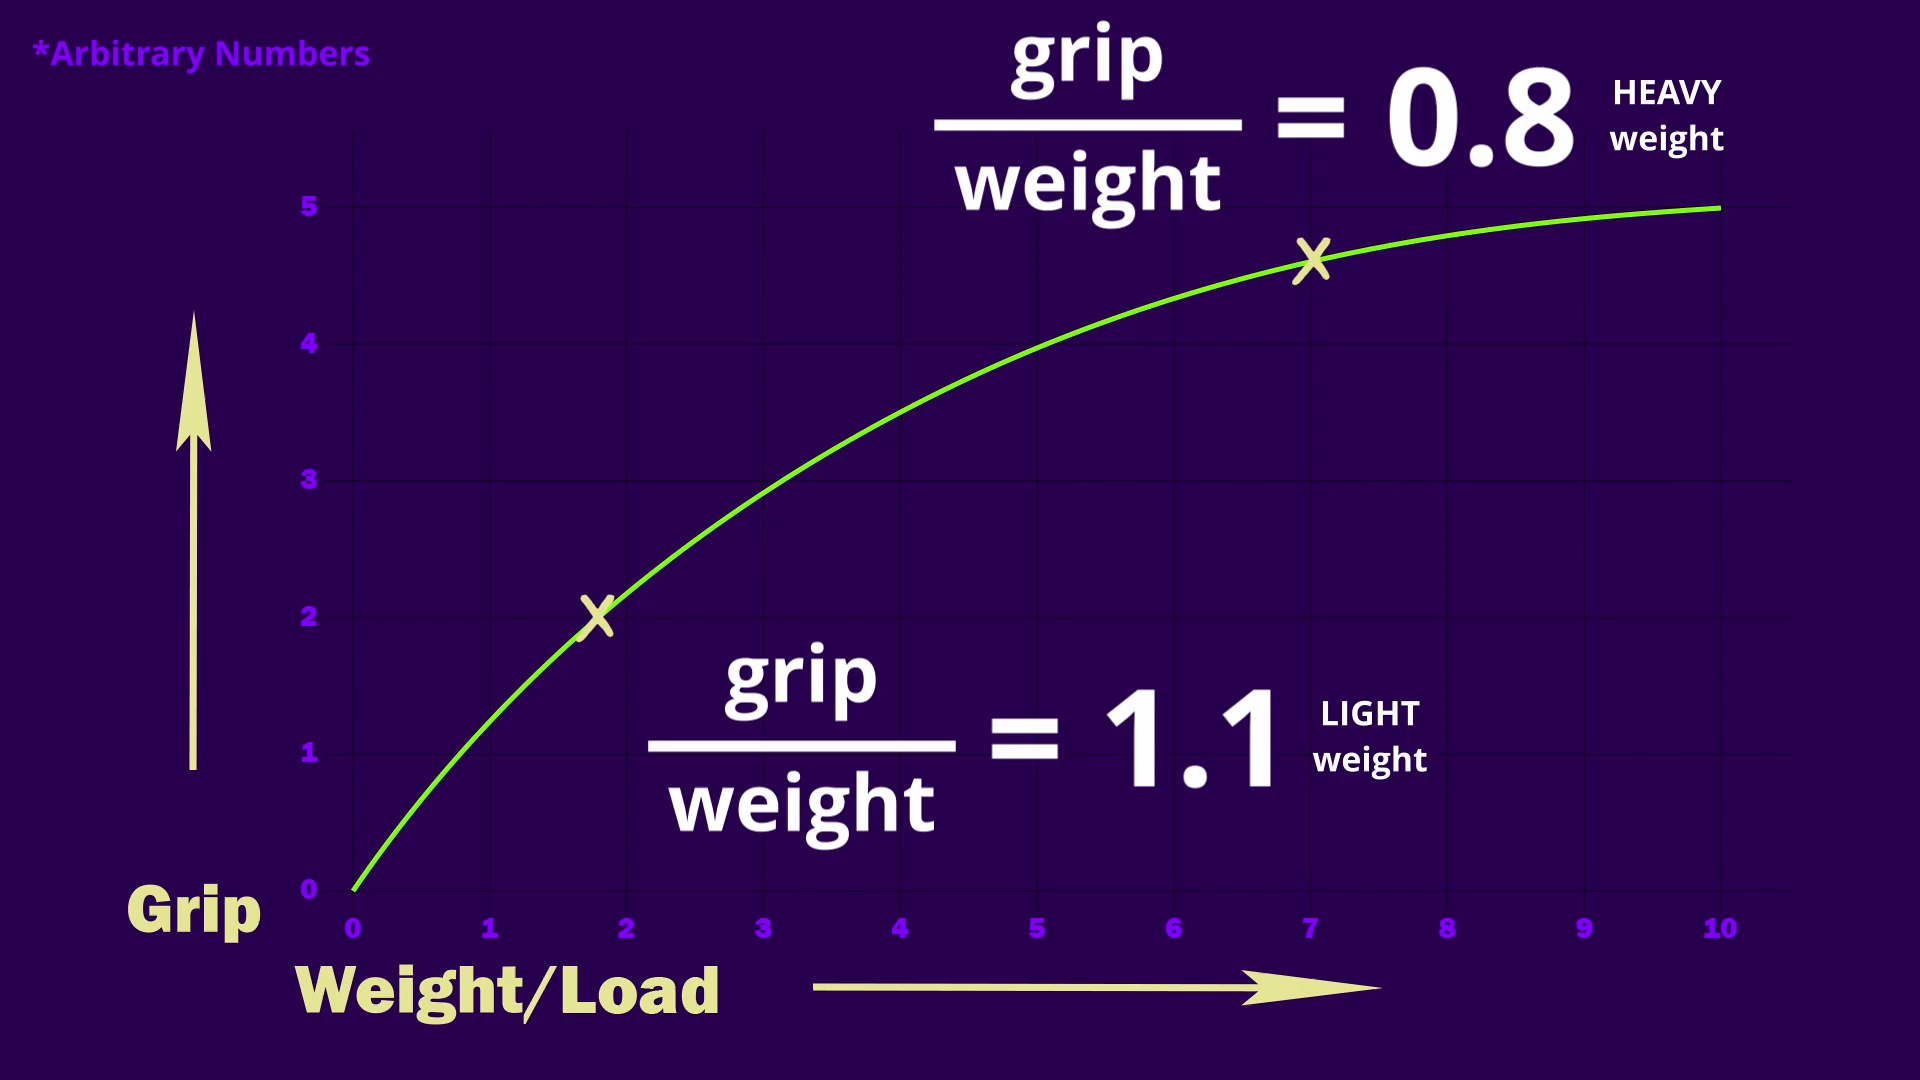 *Arbitrary Numbers
grip
weight
= 0.8
HEAVY
weight
5
4
3
2
1
0
grip
weight
= 1.1
LIGHT
weight
Grip
0 1 2 3 4 5 6 7 8 9 10
Weight/Load